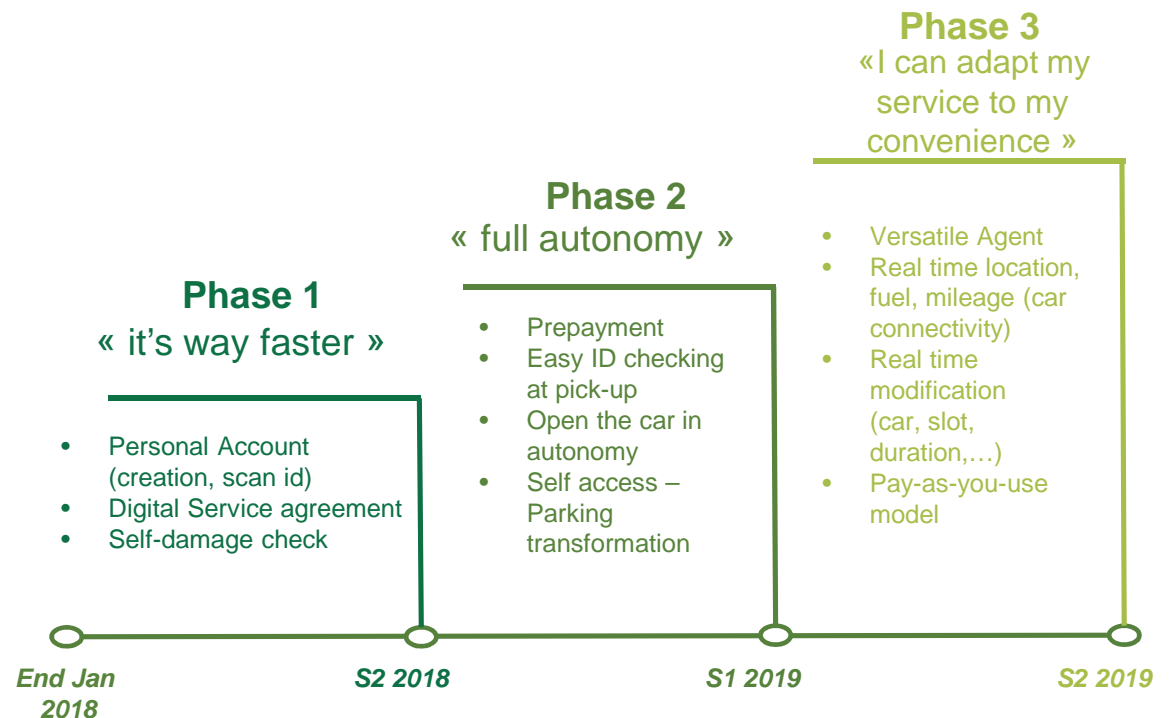 Phase 1
« it's way faster »
• Personal Account
(creation, scan id)
• Digital Service agreement
• Self-damage check
Phase 2
« full autonomy »
• Prepayment
• Easy ID checking
at pick-up
• Open the car in
autonomy
• Self access –
Parking
transformation
Phase 3
«I can adapt my
service to my
convenience »
• Versatile Agent
• Real time location,
fuel, mileage (car
connectivity)
• Real time
modification
(car, slot,
duration,…)
• Pay-as-you-use
model
End Jan
2018
S2 2018
S1 2019
S2 2019